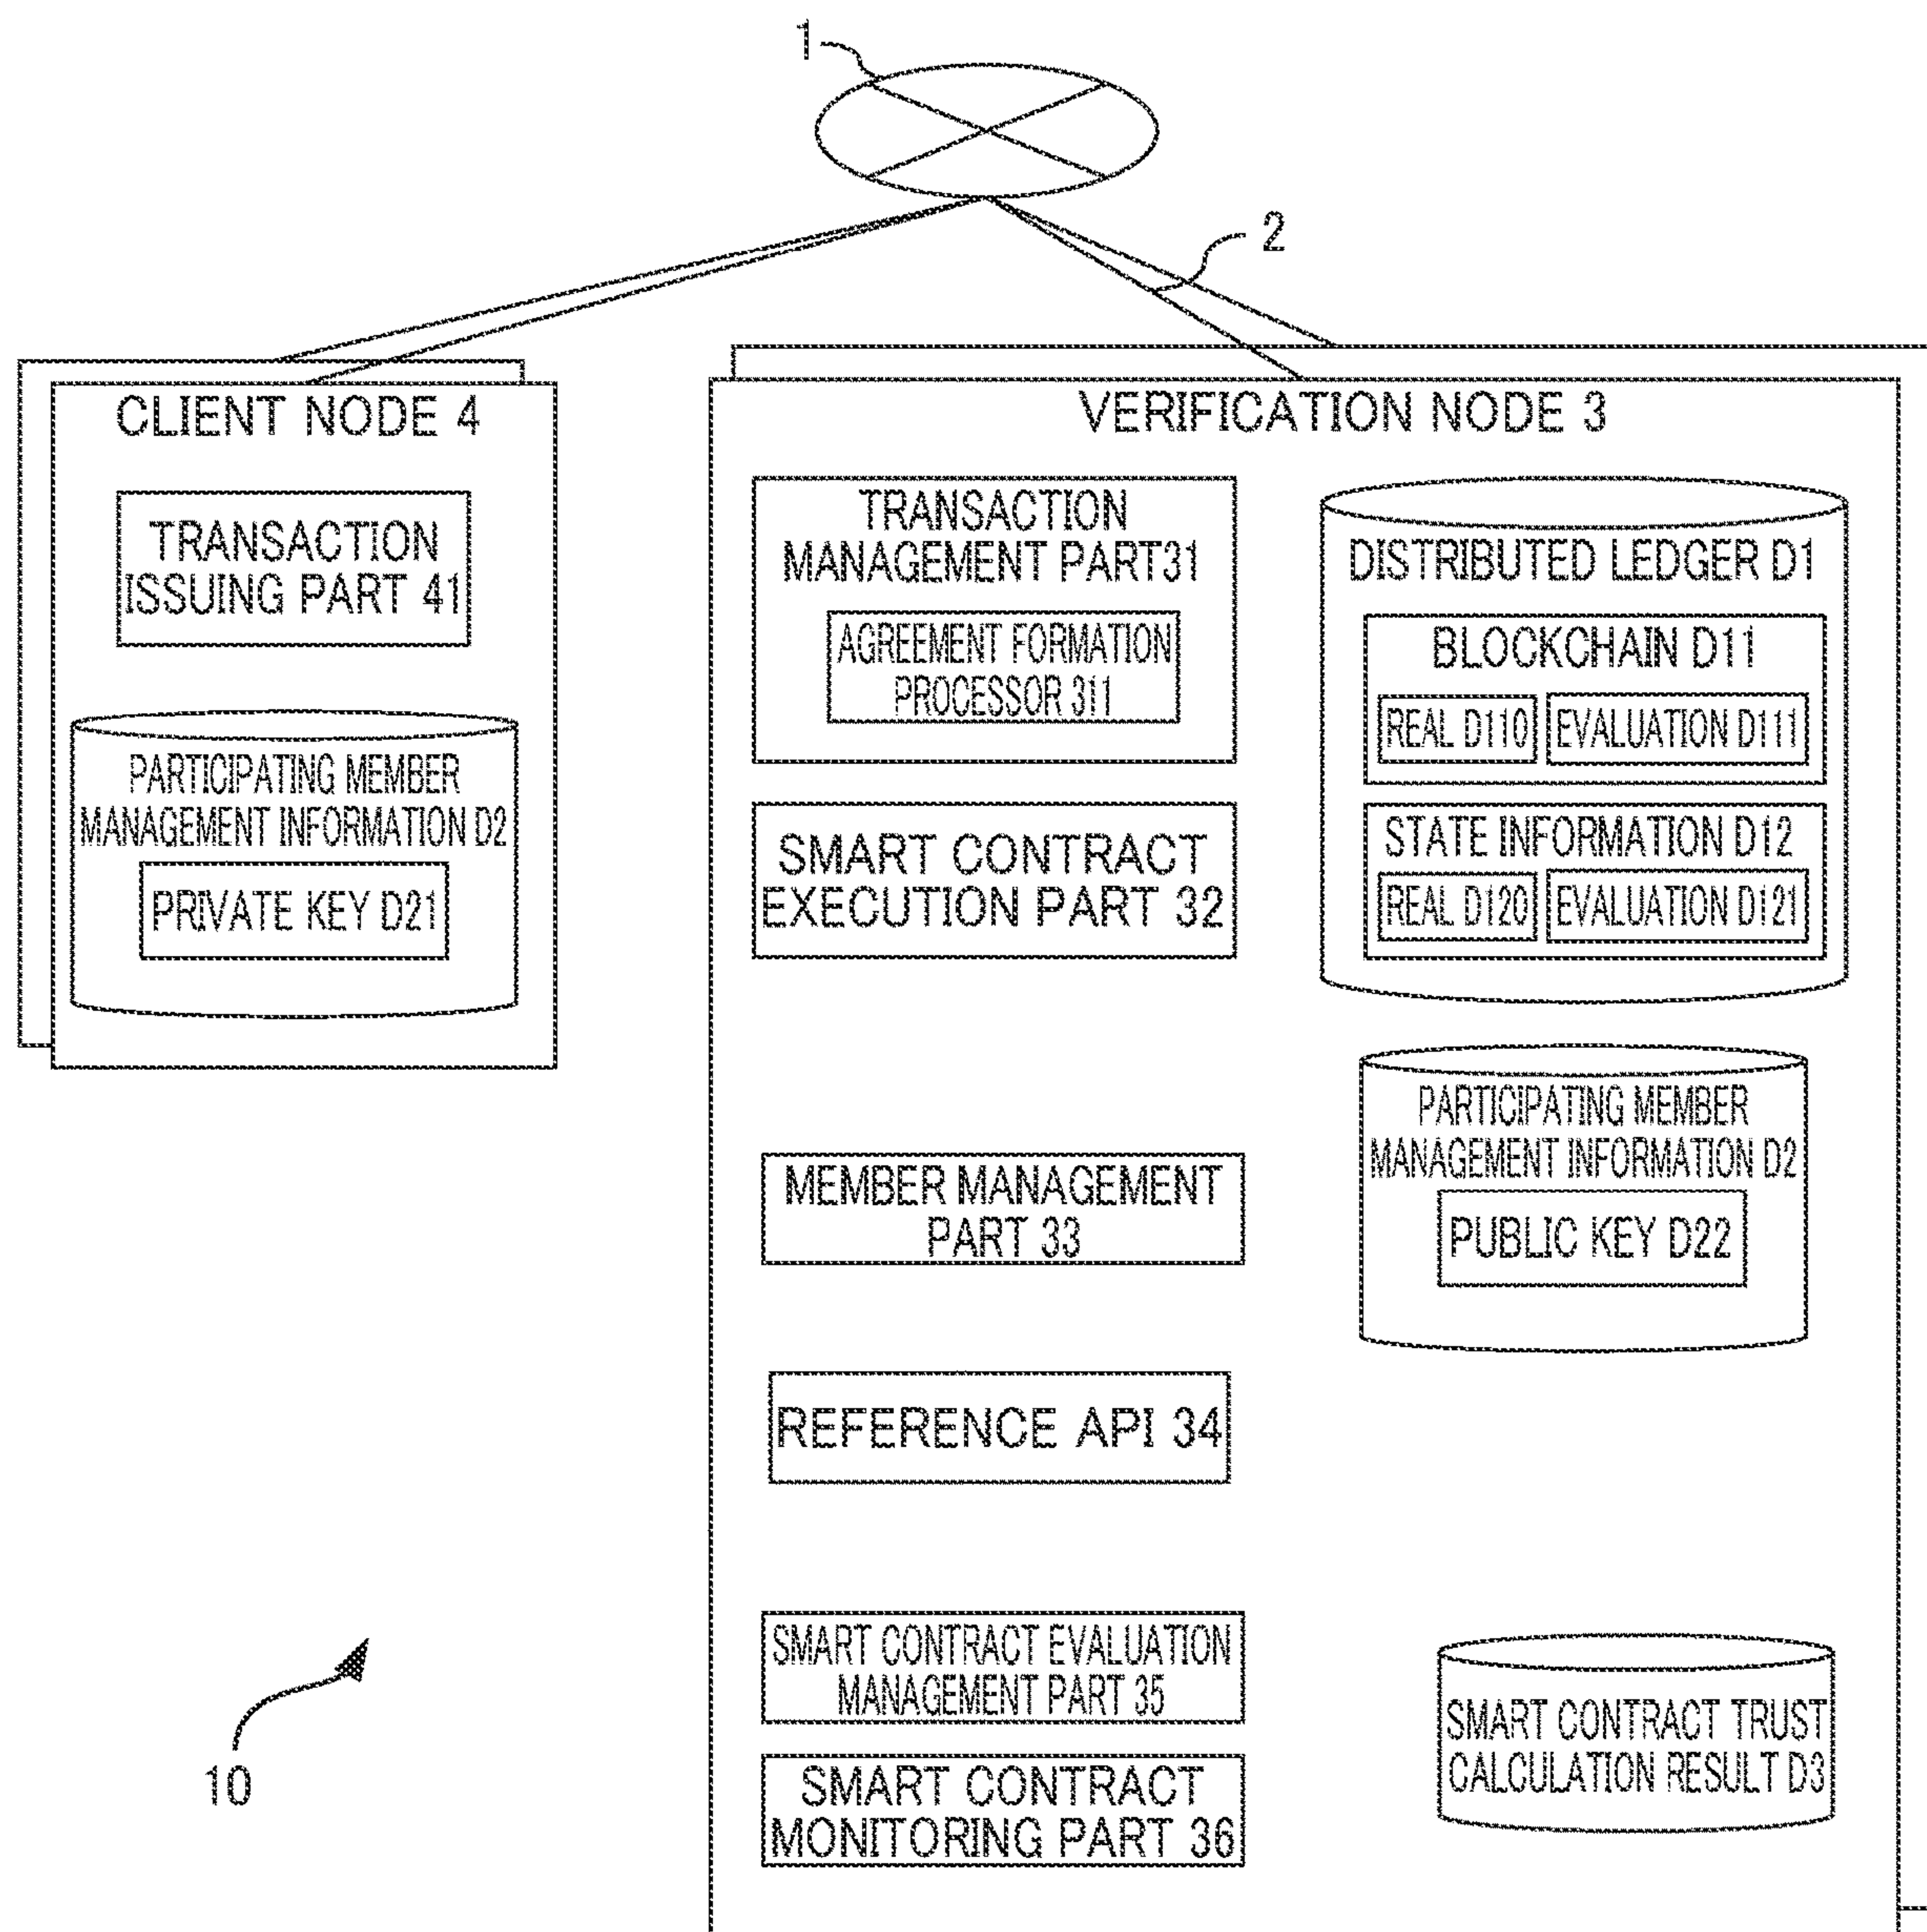 1
2
CLIENT NODE 4
TRANSACTION
ISSUING PART 41
PARTICIPATING MEMBER
MANAGEMENT INFORMATION D2
PRIVATE KEY D21
VERIFICATION NODE 3
TRANSACTION
MANAGEMENT PART31
AGREEMENT FORMATION
PROCESSOR 311
SMART CONTRACT
EXECUTION PART 32
MEMBER MANAGEMENT
PART 33
REFERENCE API 34
SMART CONTRACT EVALUATION
MANAGEMENT PART 35
SMART CONTRACT
MONITORING PART 36
DISTRIBUTED LEDGER D1
BLOCKCHAIN D11
REAL D110
EVALUATION D111
STATE INFORMATION D12
REAL D120
EVALUATION D121
PARTICIPATING MEMBER
MANAGEMENT INFORMATION D2
PUBLIC KEY D22
SMART CONTRACT TRUST
CALCULATION RESULT D3
10